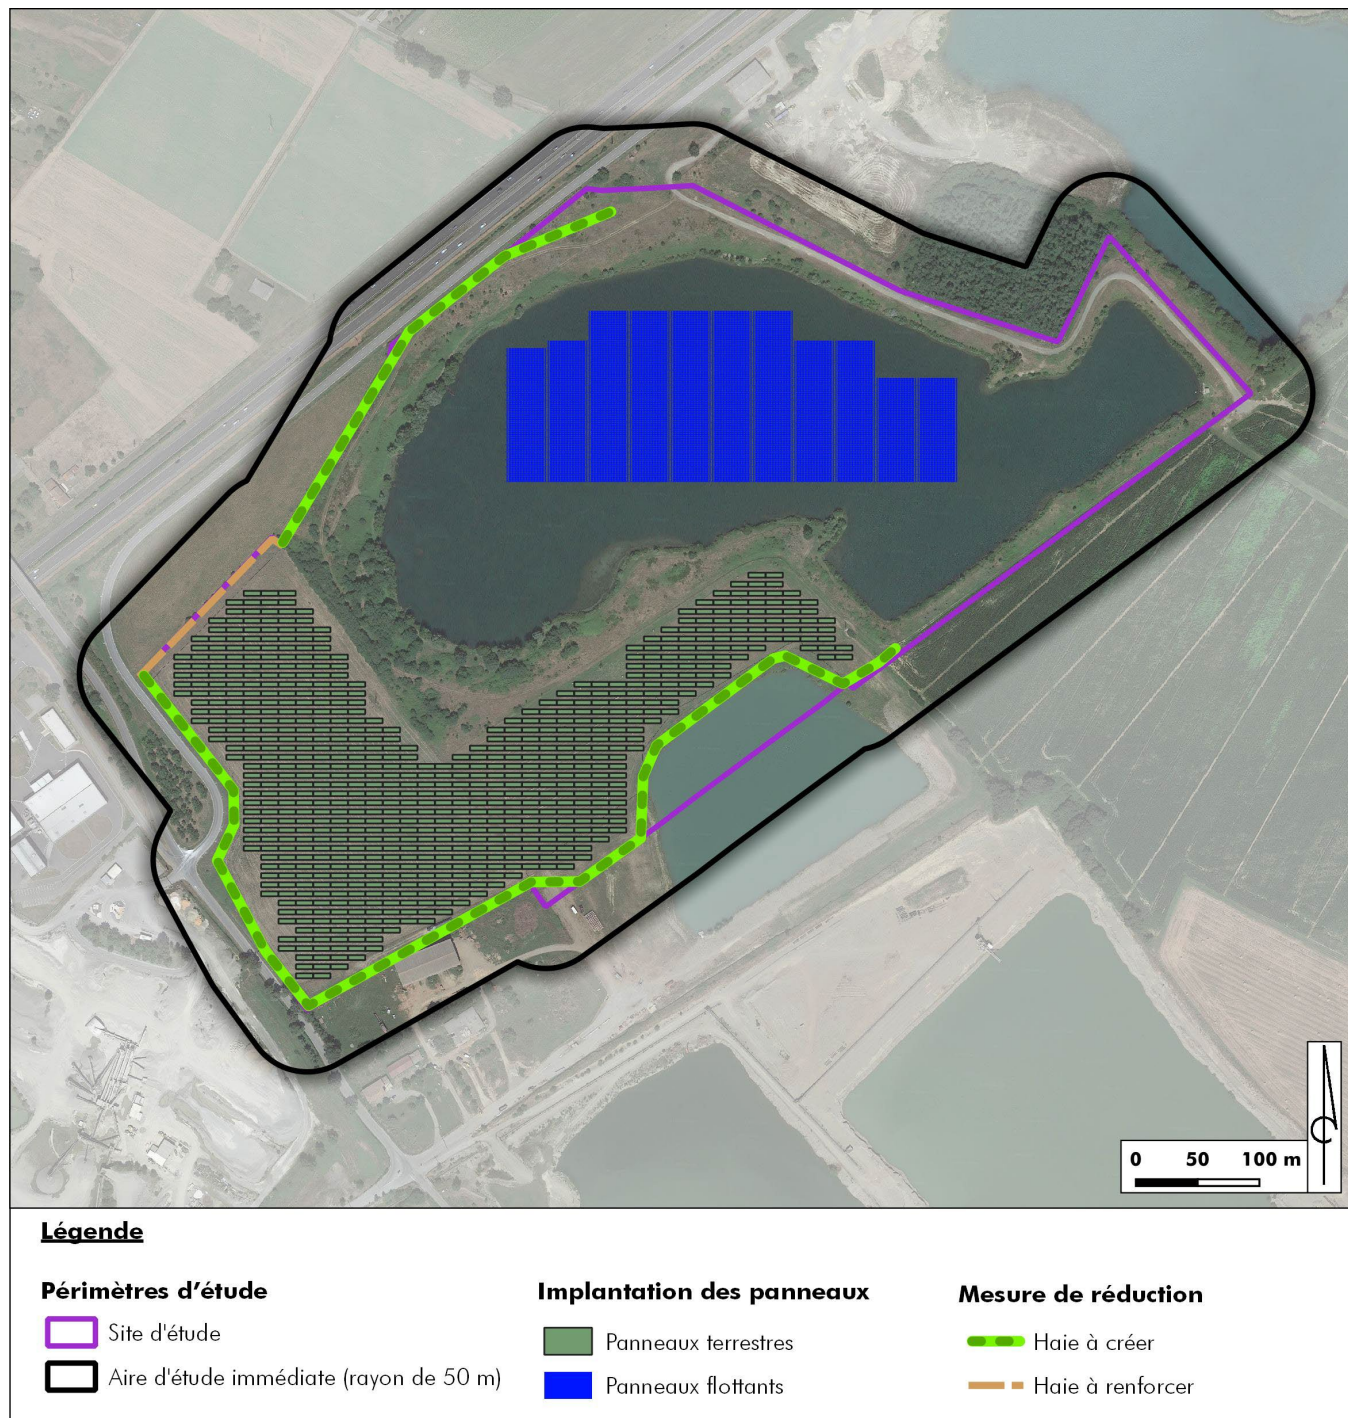 0 50 100 m
Légende
Périmètres d'étude
Site d'étude
Aire d'étude immédiate (rayon de 50 m)
Implantation des panneaux
Panneaux terrestres
Panneaux flottants
Mesure de réduction
Haie à créer
Haie à renforcer